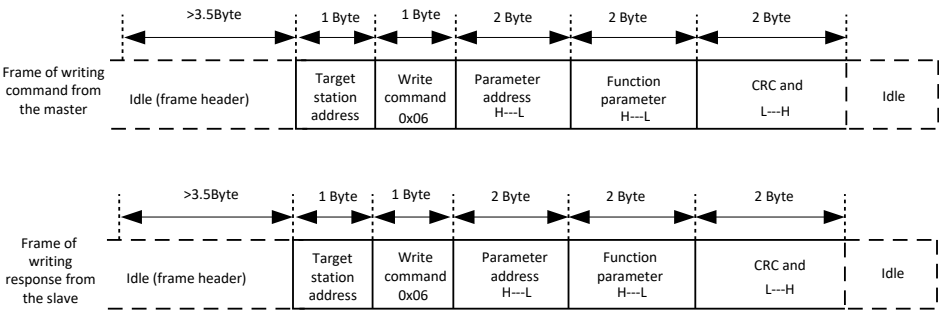 >3.5Byte
1 Byte
1 Byte
2 Byte
2 Byte
2 Byte
Frame of writing
command from
the master
Idle (frame header)
Target
station
address
Write
command
0x06
Parameter
address
H---L
Function
parameter
H---L
CRC and
L---H
Idle
>3.5Byte
1 Byte
1 Byte
2 Byte
2 Byte
2 Byte
Frame of
writing
response from
the slave
Idle (frame header)
Target
station
address
Write
command
0x06
Parameter
address
H---L
Function
parameter
H---L
CRC and
L---H
Idle